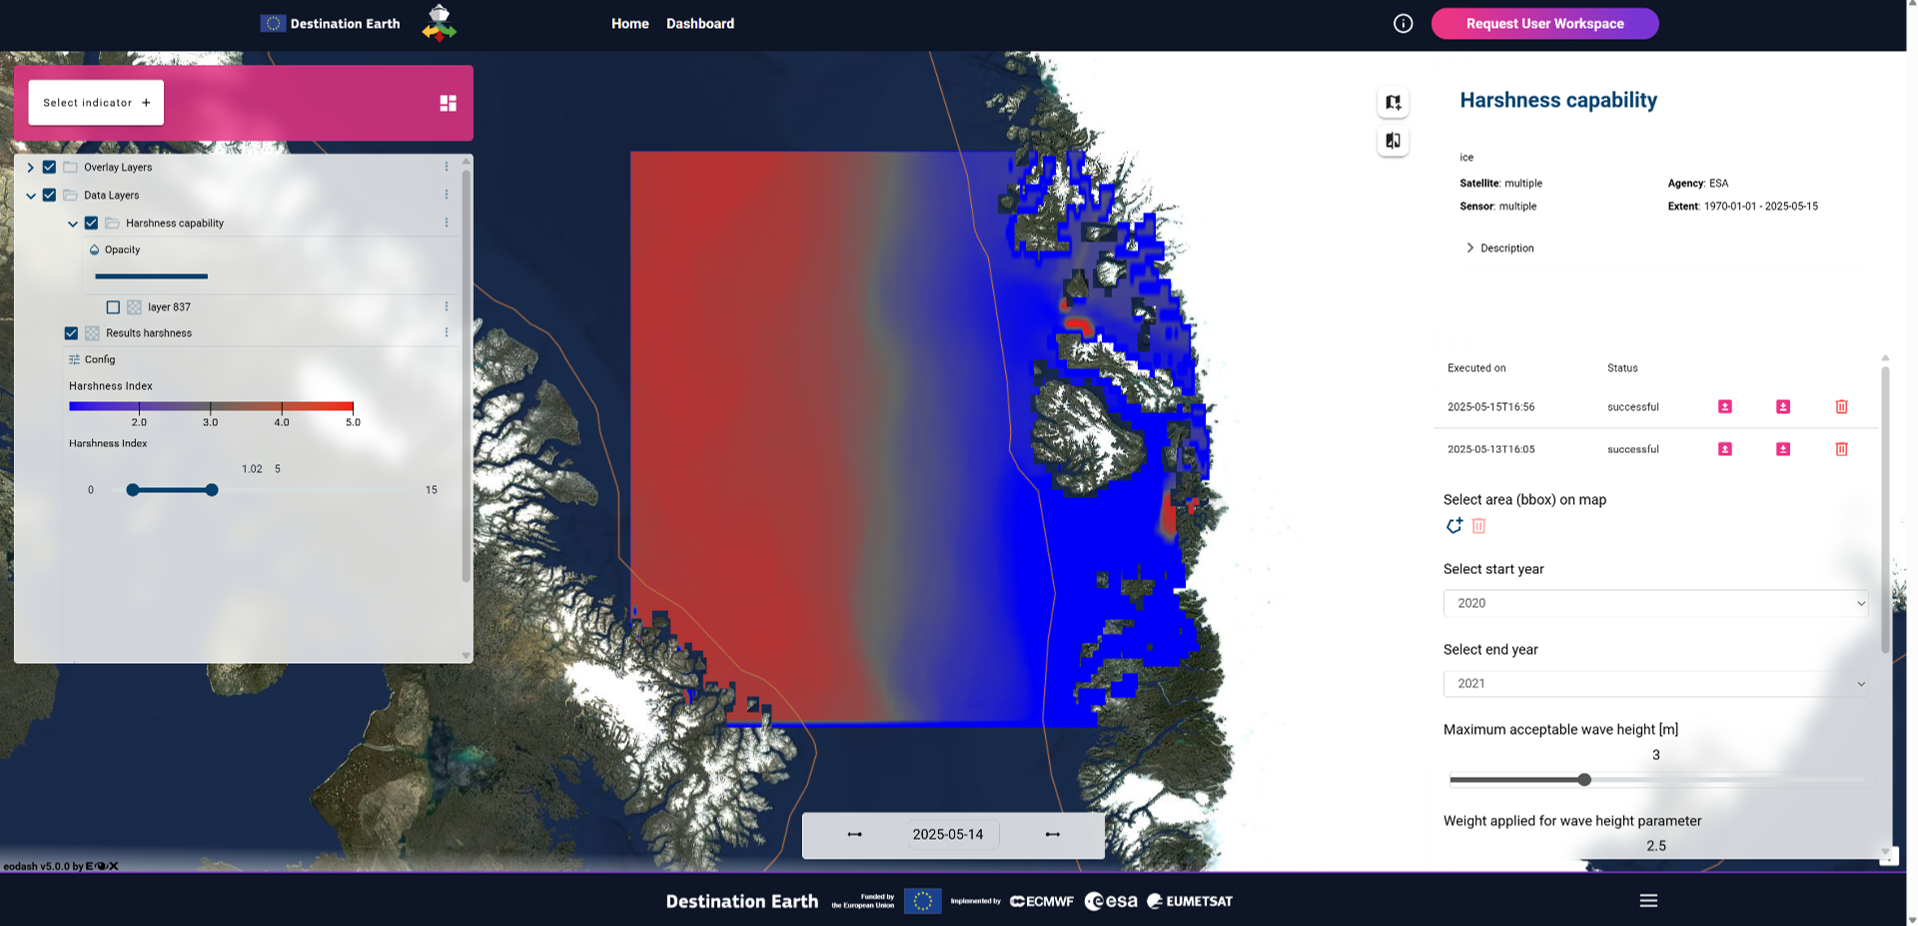 Destination Earth
Home
Dashboard
Request User Workspace
Select indicator +
Overlay Layers
Data Layers
Harshness capability
Opacity
layer 837
Results harshness
Config
Harshness Index
2.0 3.0 4.0 5.0
Harshness Index
1.02 5
0 15
2025-05-14
Harshness capability
ice
Satellite: multiple
Agency: ESA
Sensor: multiple
Extent: 1970-01-01 - 2025-05-15
Description
Executed on Status
2025-05-15T16:56 successful
2025-05-13T16:05 successful
Select area (bbox) on map
Select start year
2020
Select end year
2021
Maximum acceptable wave height [m]
3
Weight applied for wave height parameter
2.5
eodash v5.0.0 by EOX
Destination Earth
Funded by
the European Union
Implemented by
ECMWF
esa
EUMETSAT